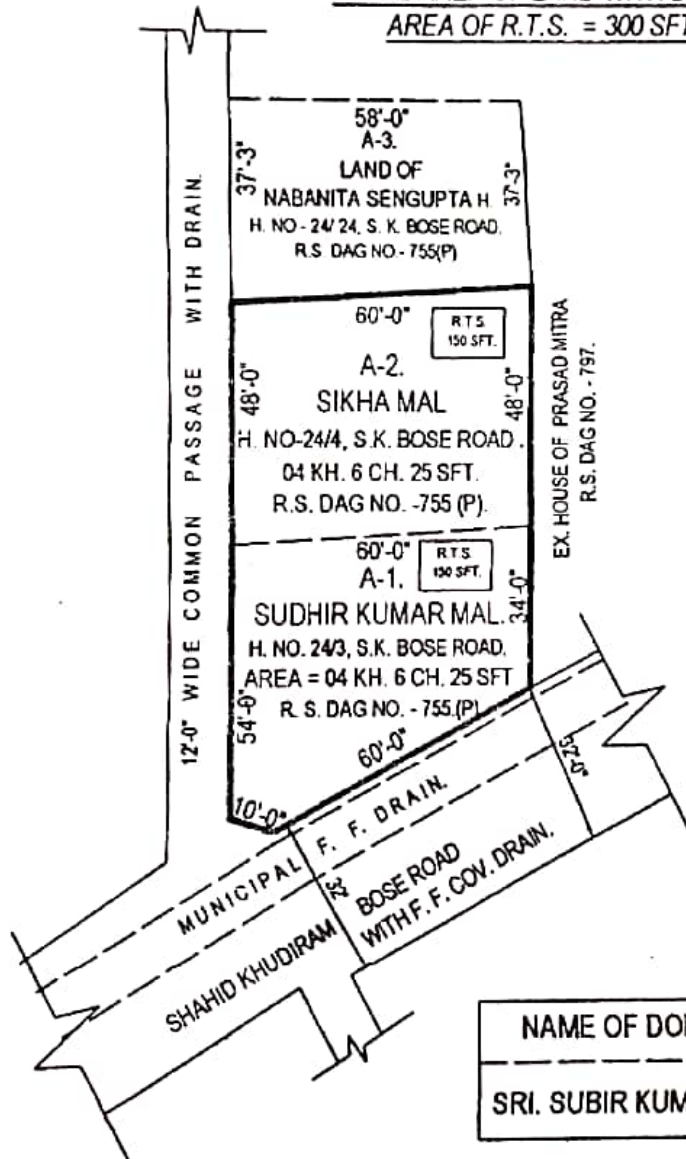 AREA OF R.T.S. = 300 SFT
58'-0"
A-3.
37'-3"
37'-3"
LAND OF
NABANITA SENGUPTA H.
H. NO - 24/24, S. K. BOSE ROAD.
R.S. DAG NO.- 755(P)
12'-0" WIDE COMMON PASSAGE WITH DRAIN.
60'-0"
R.T.S.
150 SFT.
A-2.
48'-0"
48'-0"
SIKHA MAL
H. NO-24/4, S.K. BOSE ROAD.
04 KH. 6 CH. 25 SFT.
R.S. DAG NO. -755 (P).
EX. HOUSE OF PRASAD MITRA
R.S. DAG NO. - 797.
60'-0"
R.T.S.
150 SFT.
A-1.
SUDHIR KUMAR MAL.
34'-0"
H. NO. 24/3, S.K. BOSE ROAD.
AREA = 04 KH. 6 CH. 25 SFT
R. S. DAG NO. - 755.(P)
54'-0"
60'-0"
10'-0"
32'-0"
MUNICIPAL F. F. DRAIN.
32'
SHAHID KHUDIRAM BOSE ROAD
WITH F. F. COV. DRAIN.
NAME OF DO
SRI. SUBIR KUM